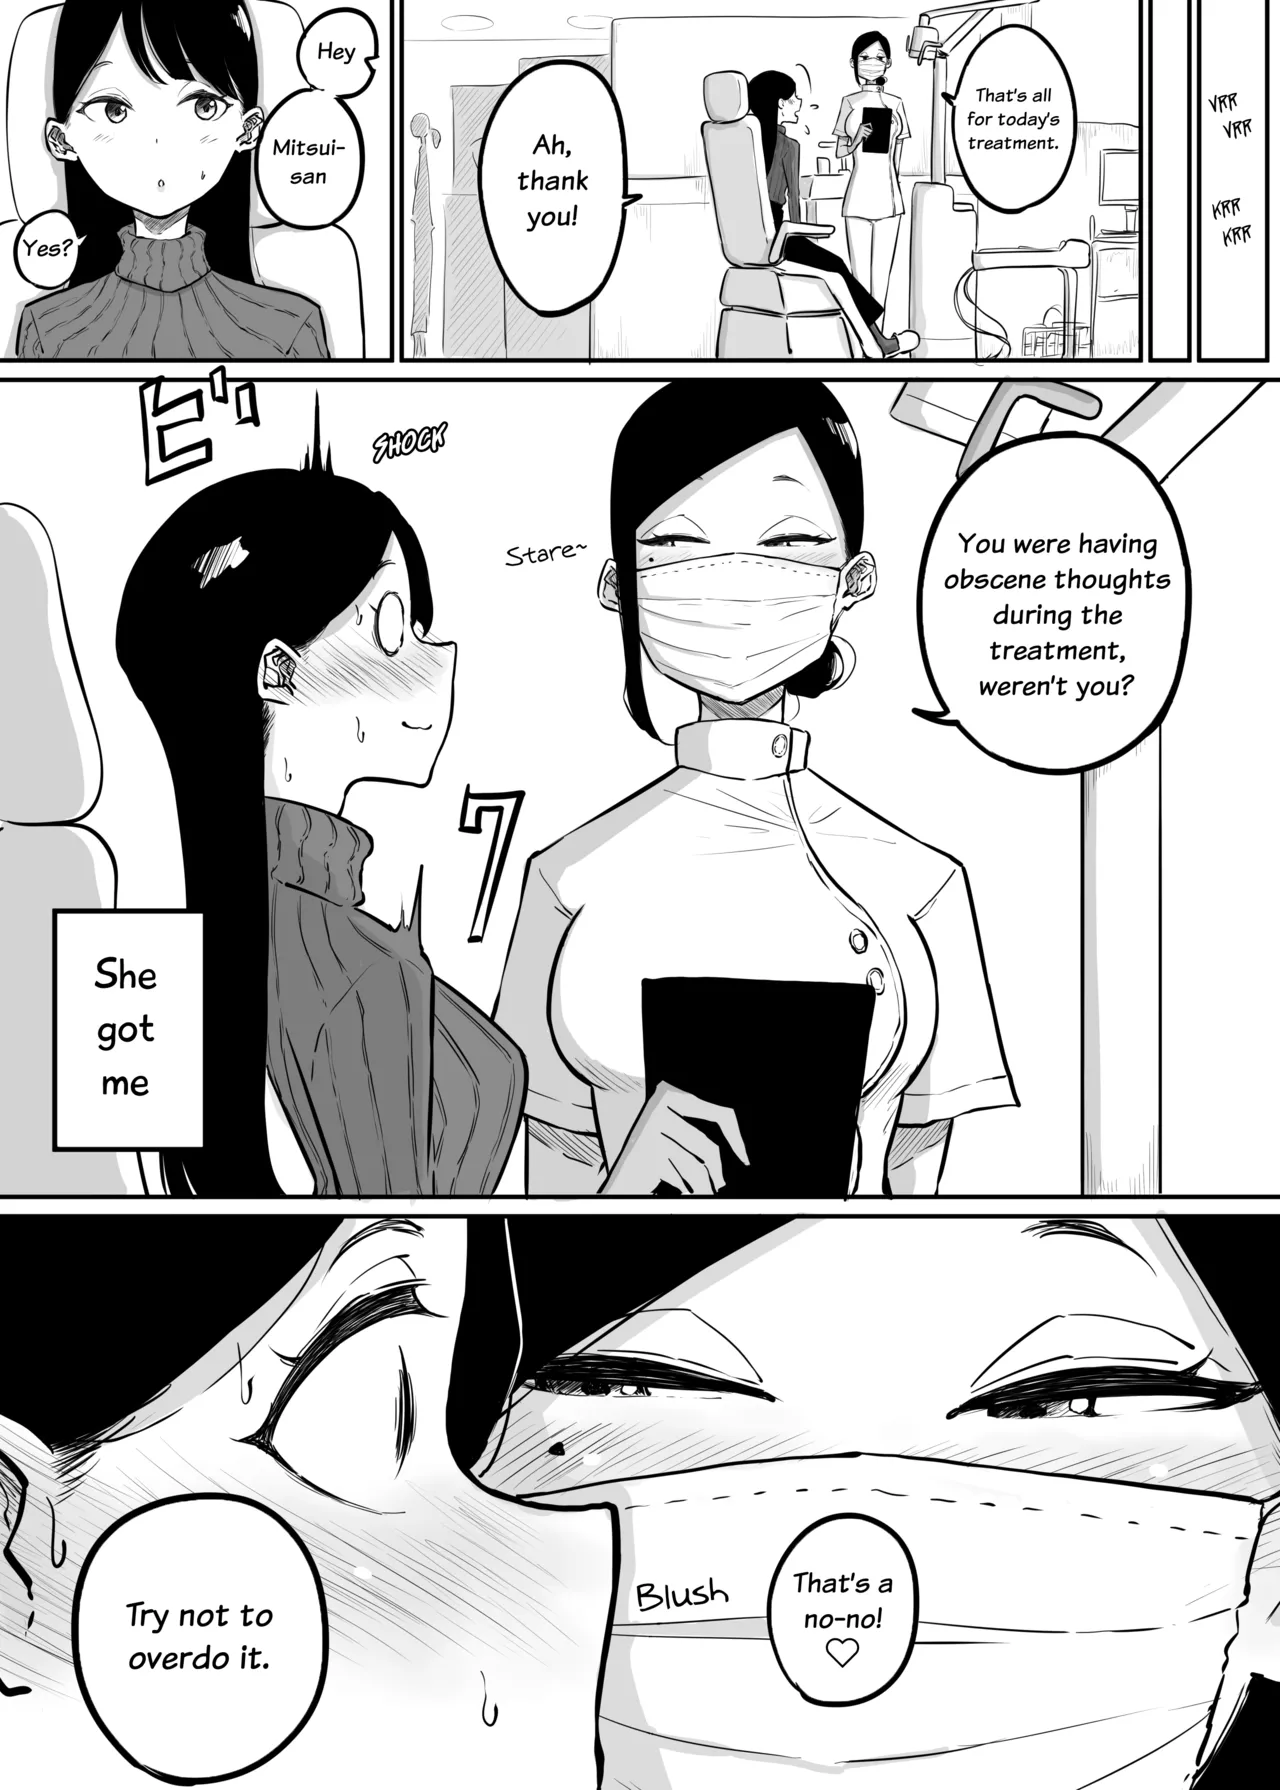 VRR
VRR
KRR
KRR
That's all
for today's
treatment.
Ah,
thank
you!
Hey
Mitsui-
san
Yes?
ビッ
SHOCK
Stare~
You were having
obscene thoughts
during the
treatment,
weren't you?
ク
She
got
me
Blush
That's a
no-no!
♡
Try not to
overdo it.